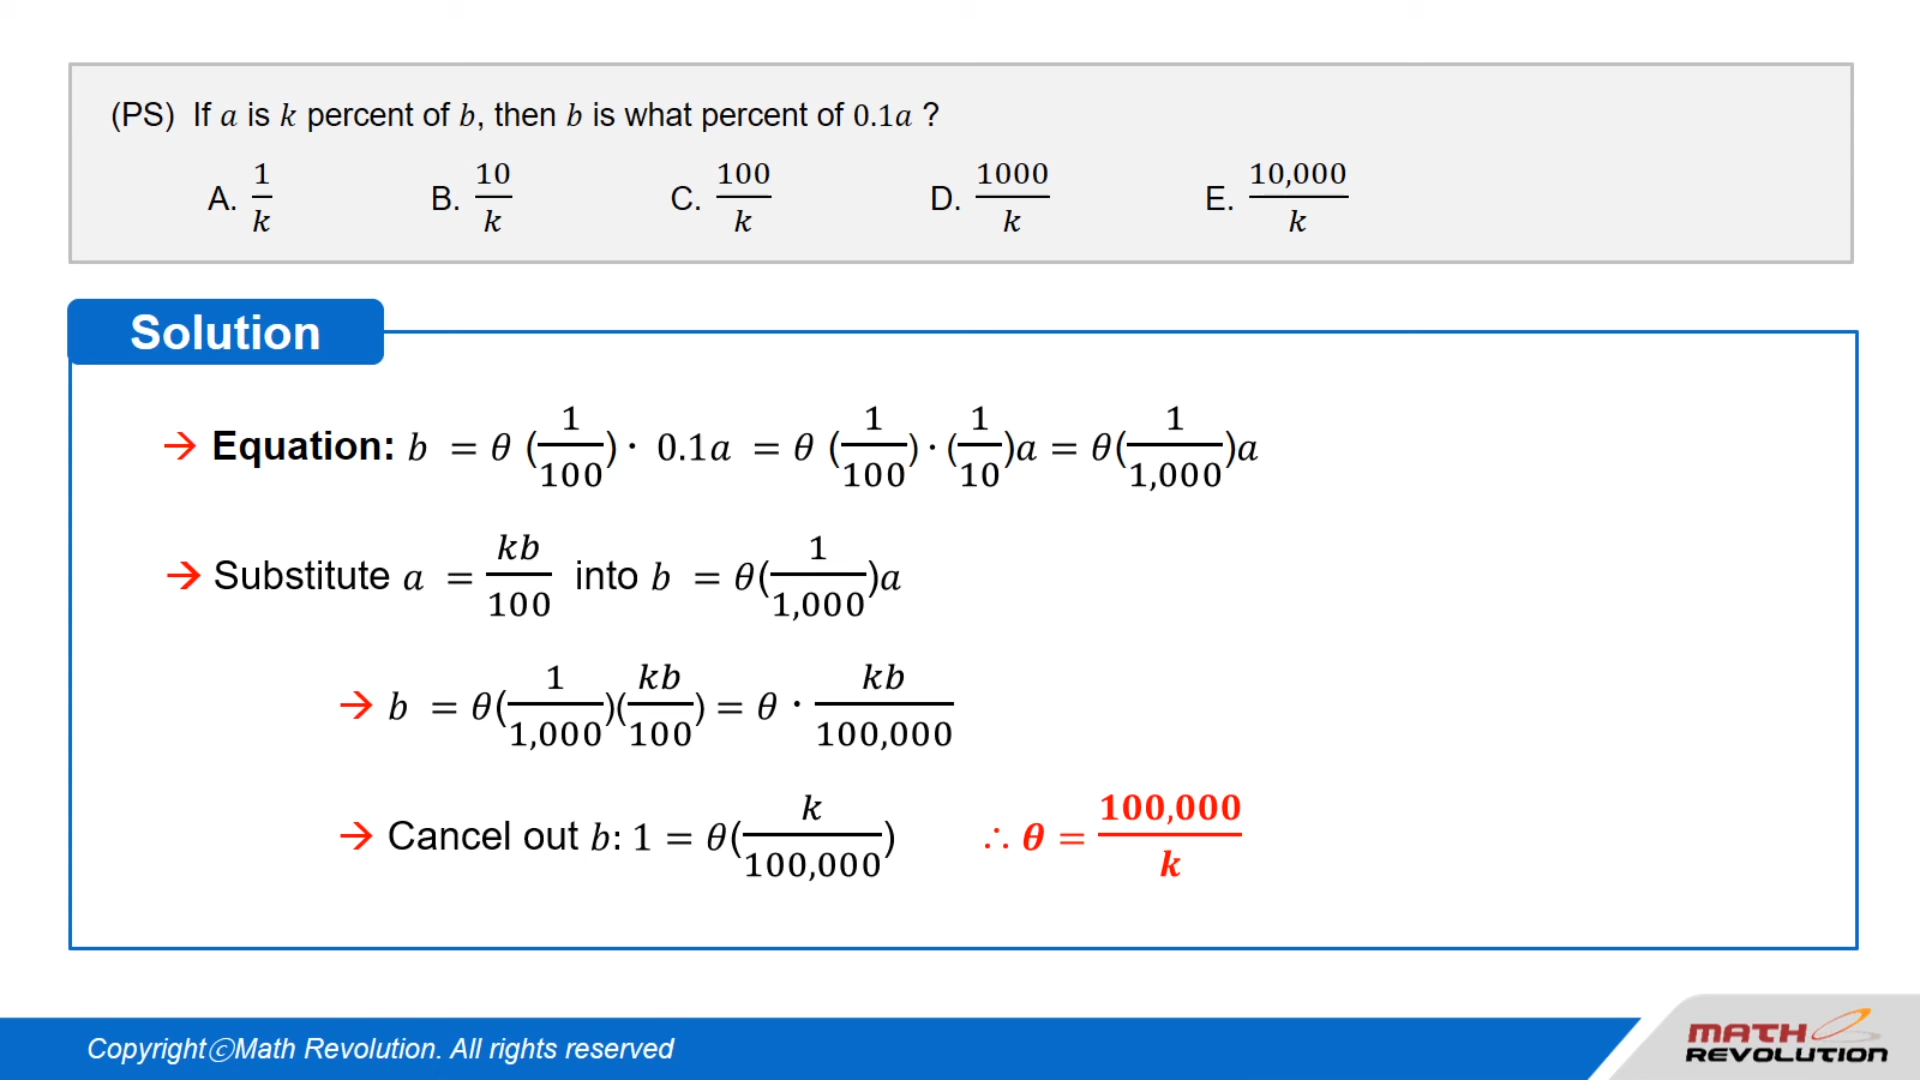 (PS) If a is k percent of b, then b is what percent of 0.1a ?
A. 1/k B. 10/k C. 100/k D. 1000/k E. 10,000/k
Solution
→ Equation: b = θ (1/100)· 0.1a = θ (1/100)·(1/10)a = θ(1/1,000)a
→ Substitute a = kb/100 into b = θ(1/1,000)a
→ b = θ(1/1,000)(kb/100) = θ · kb/100,000
→ Cancel out b: 1 = θ(k/100,000) ∴ θ = 100,000/k
CopyrightⓒMath Revolution. All rights reserved
MATH
REVOLUTION